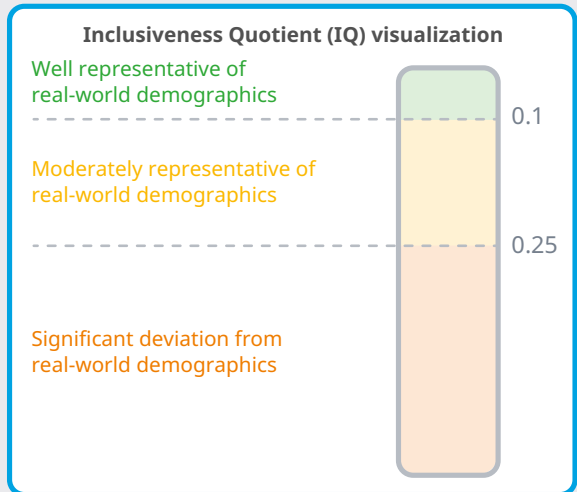 Inclusiveness Quotient (IQ) visualization
Well representative of
real-world demographics
0.1
Moderately representative of
real-world demographics
0.25
Significant deviation from
real-world demographics